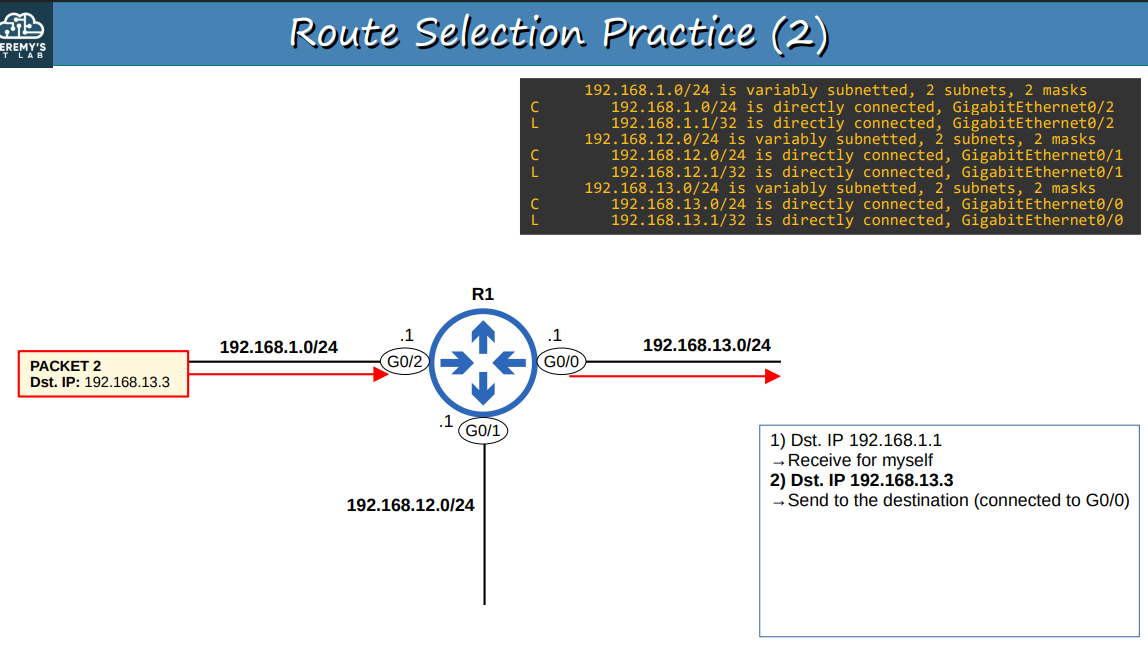 Route Selection Practice (2)
EREMY'S
T LAB
192.168.1.0/24 is variably subnetted, 2 subnets, 2 masks
C 192.168.1.0/24 is directly connected, GigabitEthernet0/2
L 192.168.1.1/32 is directly connected, GigabitEthernet0/2
192.168.12.0/24 is variably subnetted, 2 subnets, 2 masks
C 192.168.12.0/24 is directly connected, GigabitEthernet0/1
L 192.168.12.1/32 is directly connected, GigabitEthernet0/1
192.168.13.0/24 is variably subnetted, 2 subnets, 2 masks
C 192.168.13.0/24 is directly connected, GigabitEthernet0/0
L 192.168.13.1/32 is directly connected, GigabitEthernet0/0
R1
.1
.1
192.168.1.0/24
192.168.13.0/24
PACKET 2
Dst. IP: 192.168.13.3
G0/2
G0/0
.1
G0/1
192.168.12.0/24
1) Dst. IP 192.168.1.1
→Receive for myself
2) Dst. IP 192.168.13.3
→Send to the destination (connected to G0/0)